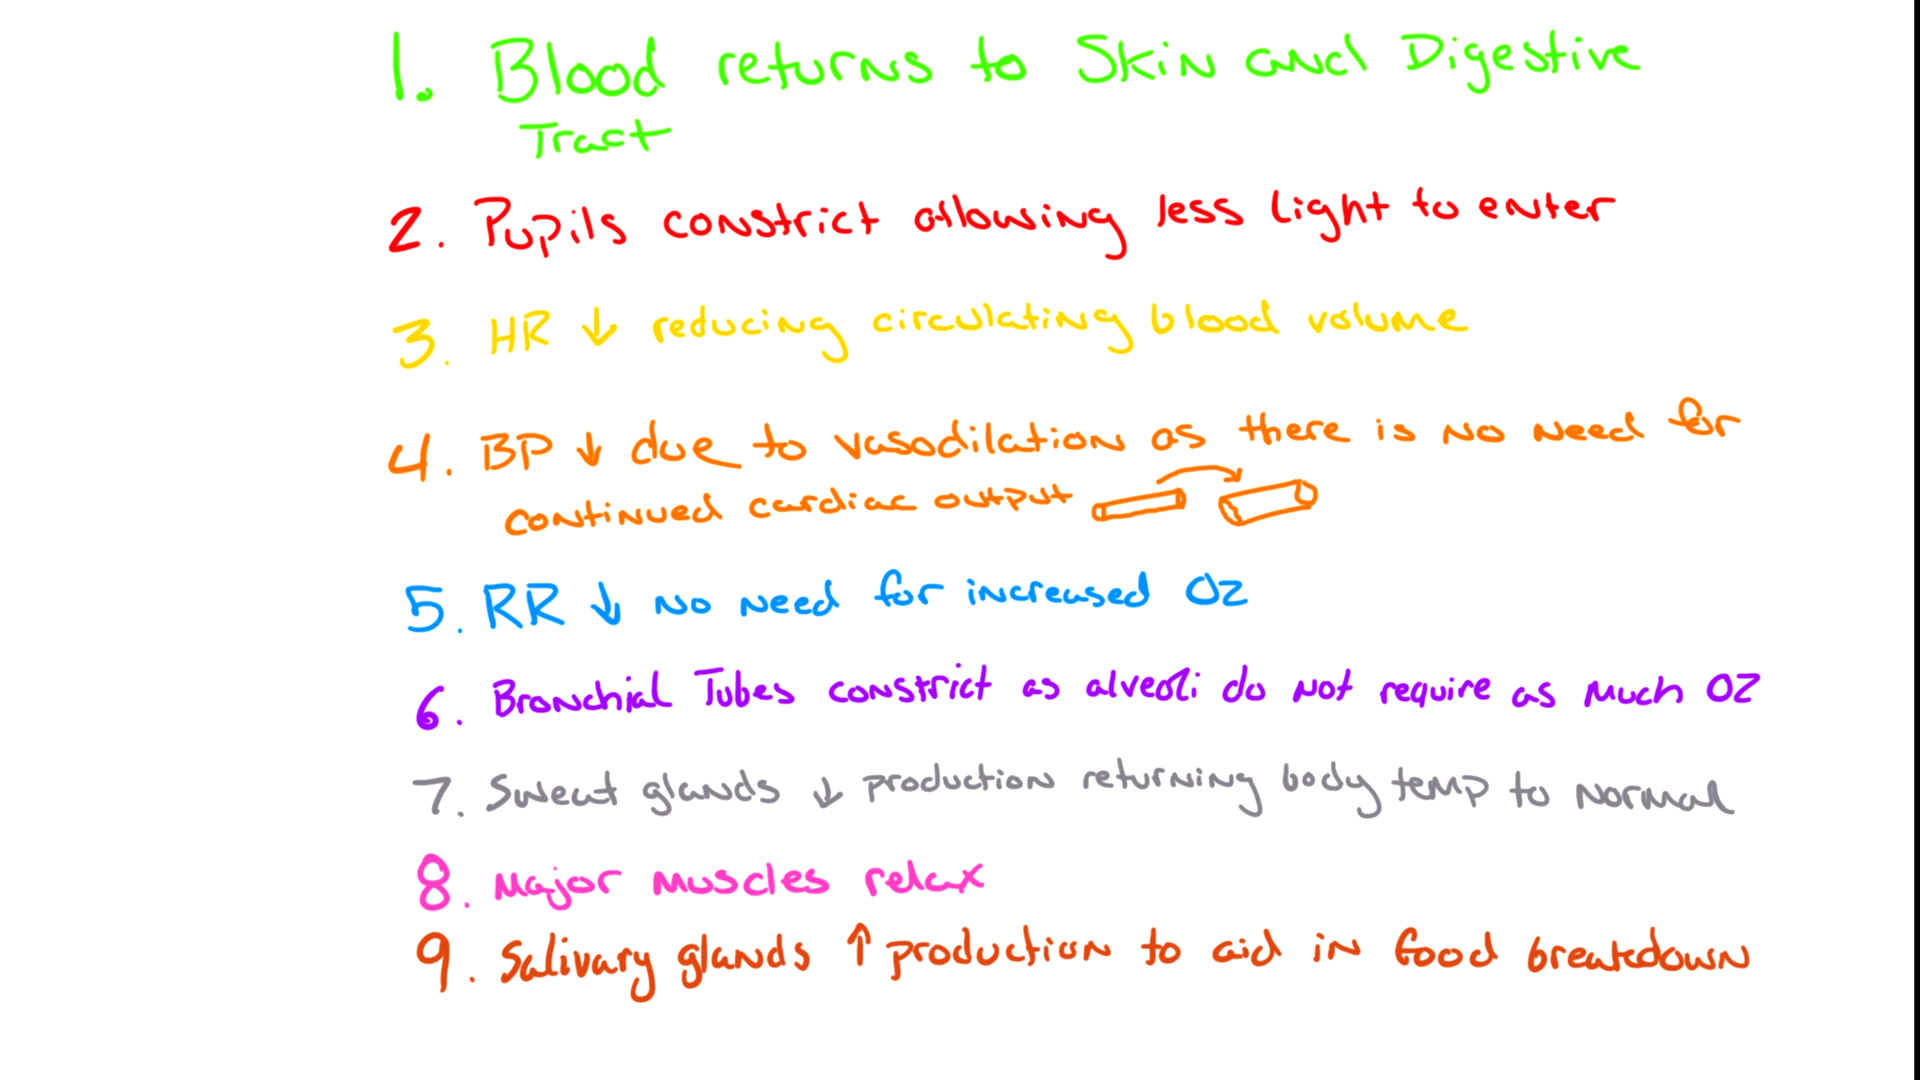 1. Blood returns to Skin and Digestive
Tract
2. Pupils constrict allowing less light to enter
3. HR ↓ reducing circulating blood volume
4. BP ↓ due to vasodilation as there is no need for
continued cardiac output
5. RR ↓ no need for increased O2
6. Bronchial Tubes constrict as alveoli do not require as much O2
7. Sweat glands ↓ production returning body temp to normal
8. Major muscles relax
9. Salivary glands ↑ production to aid in food breakdown